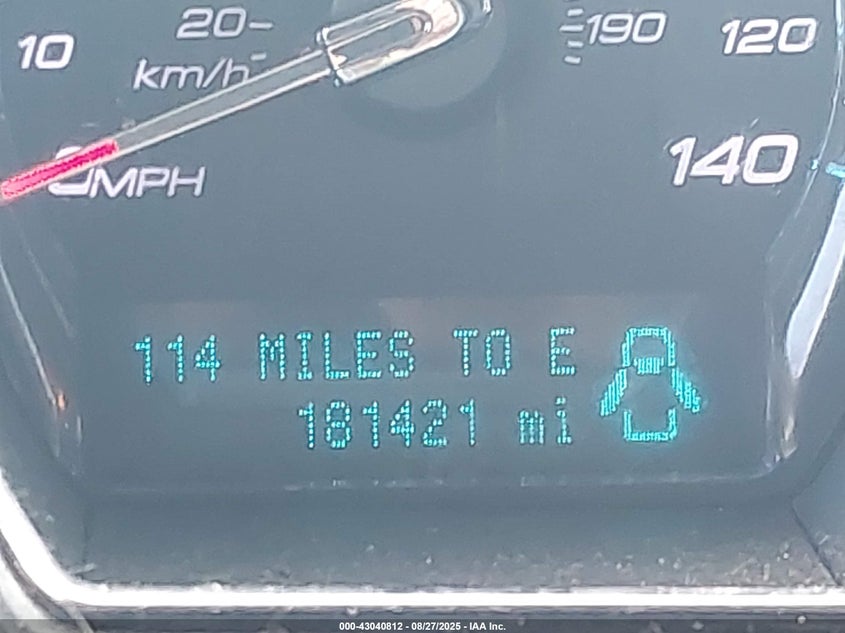 20 190 120
10
km/h
0 MPH 140
114 MILES TO E
181421 mi
000-43040812 - 08/27/2025 - IAA Inc.